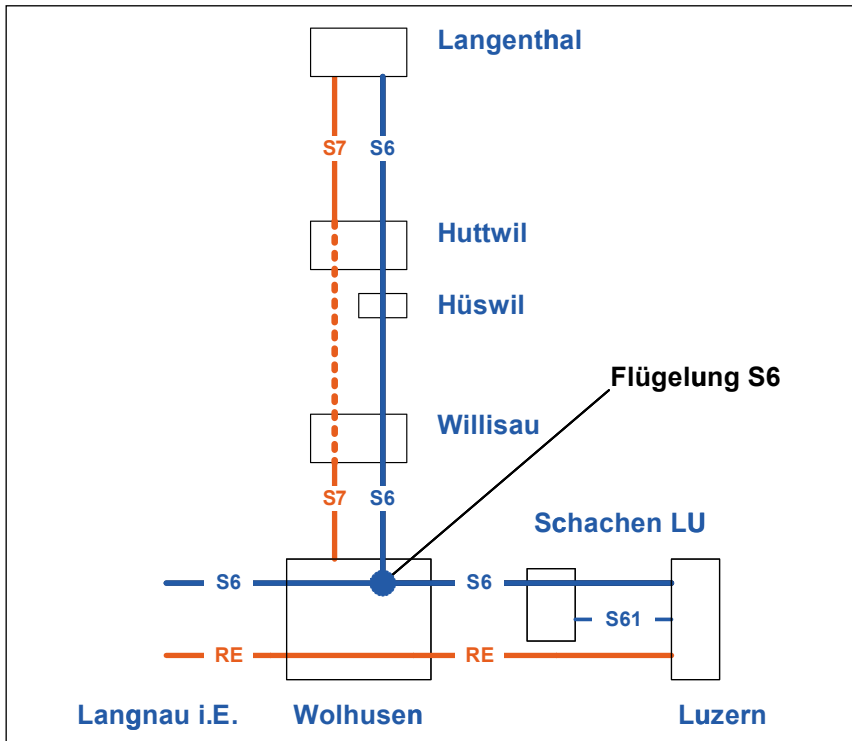 Langenthal
S7 S6
Huttwil
Hüswil
Flügelung S6
Willisau
S7 S6
Schachen LU
S6 S6
S61
RE RE
Langnau i.E. Wolhusen Luzern